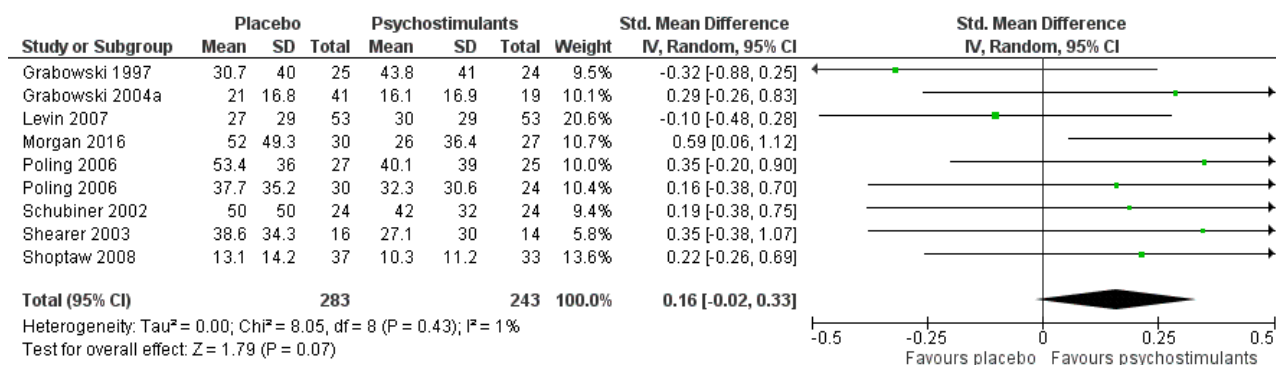 Placebo Psychostimulants Std. Mean Difference Std. Mean Difference
Study or Subgroup Mean SD Total Mean SD Total Weight IV, Random, 95% CI IV, Random, 95% CI
Grabowski 1997 30.7 40 25 43.8 41 24 9.5% -0.32 [-0.88, 0.25]
Grabowski 2004a 21 16.8 41 16.1 16.9 19 10.1% 0.29 [-0.26, 0.83]
Levin 2007 27 29 53 30 29 53 20.6% -0.10 [-0.48, 0.28]
Morgan 2016 52 49.3 30 26 36.4 27 10.7% 0.59 [0.06, 1.12]
Poling 2006 53.4 36 27 40.1 39 25 10.0% 0.35 [-0.20, 0.90]
Poling 2006 37.7 35.2 30 32.3 30.6 24 10.4% 0.16 [-0.38, 0.70]
Schubiner 2002 50 50 24 42 32 24 9.4% 0.19 [-0.38, 0.75]
Shearer 2003 38.6 34.3 16 27.1 30 14 5.8% 0.35 [-0.38, 1.07]
Shoptaw 2008 13.1 14.2 37 10.3 11.2 33 13.6% 0.22 [-0.26, 0.69]
Total (95% CI) 283 243 100.0% 0.16 [-0.02, 0.33]
Heterogeneity: Tau² = 0.00; Chi² = 8.05, df = 8 (P = 0.43); I² = 1%
Test for overall effect: Z = 1.79 (P = 0.07)
-0.5 -0.25 0 0.25 0.5
Favours placebo Favours psychostimulants